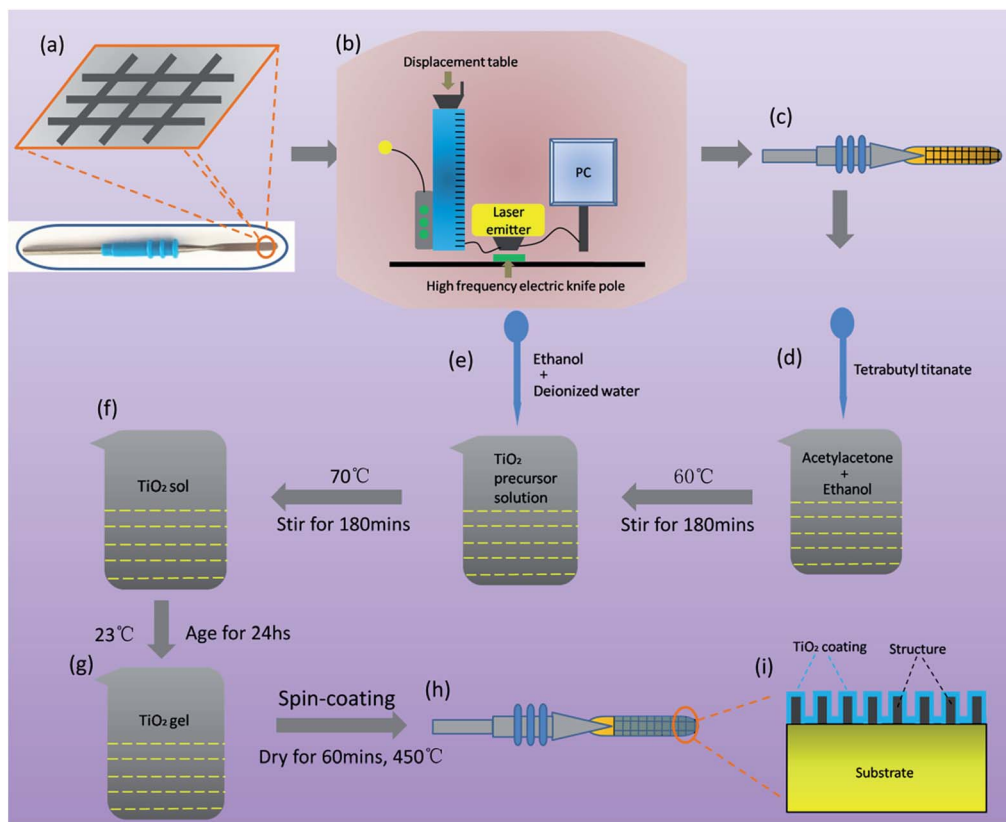 (a)
(b)
Displacement table
PC
Laser
emitter
High frequency electric knife pole
(c)
(d)
Tetrabutyl titanate
Acetylacetone
+
Ethanol
60℃
Stir for 180mins
(e)
Ethanol
+
Deionized water
TiO₂
precursor
solution
70℃
Stir for 180mins
(f)
TiO₂ sol
23℃
Age for 24hs
(g)
TiO₂ gel
Spin-coating
Dry for 60mins, 450℃
(h)
(i)
TiO₂ coating
Structure
Substrate